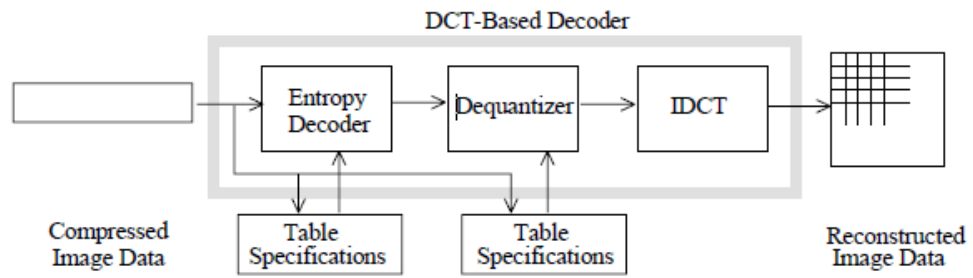 DCT-Based Decoder
Entropy
Decoder
Dequantizer
IDCT
Table
Specifications
Table
Specifications
Compressed
Image Data
Reconstructed
Image Data